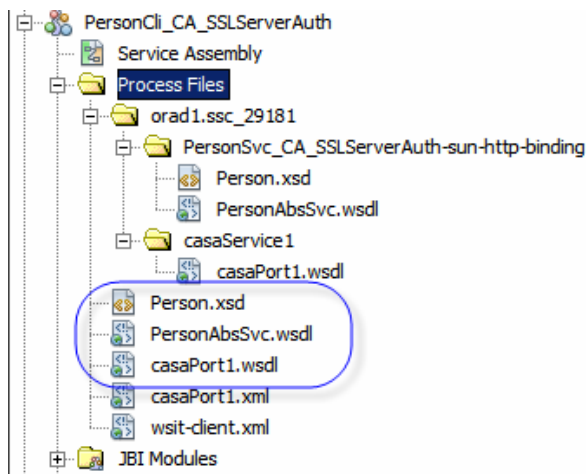 PersonCli_CA_SSLServerAuth
Service Assembly
Process Files
orad1.ssc_29181
PersonSvc_CA_SSLServerAuth-sun-http-binding
Person.xsd
PersonAbsSvc.wsdl
casaService1
casaPort1.wsdl
Person.xsd
PersonAbsSvc.wsdl
casaPort1.wsdl
casaPort1.xml
wsit-client.xml
JBI Modules